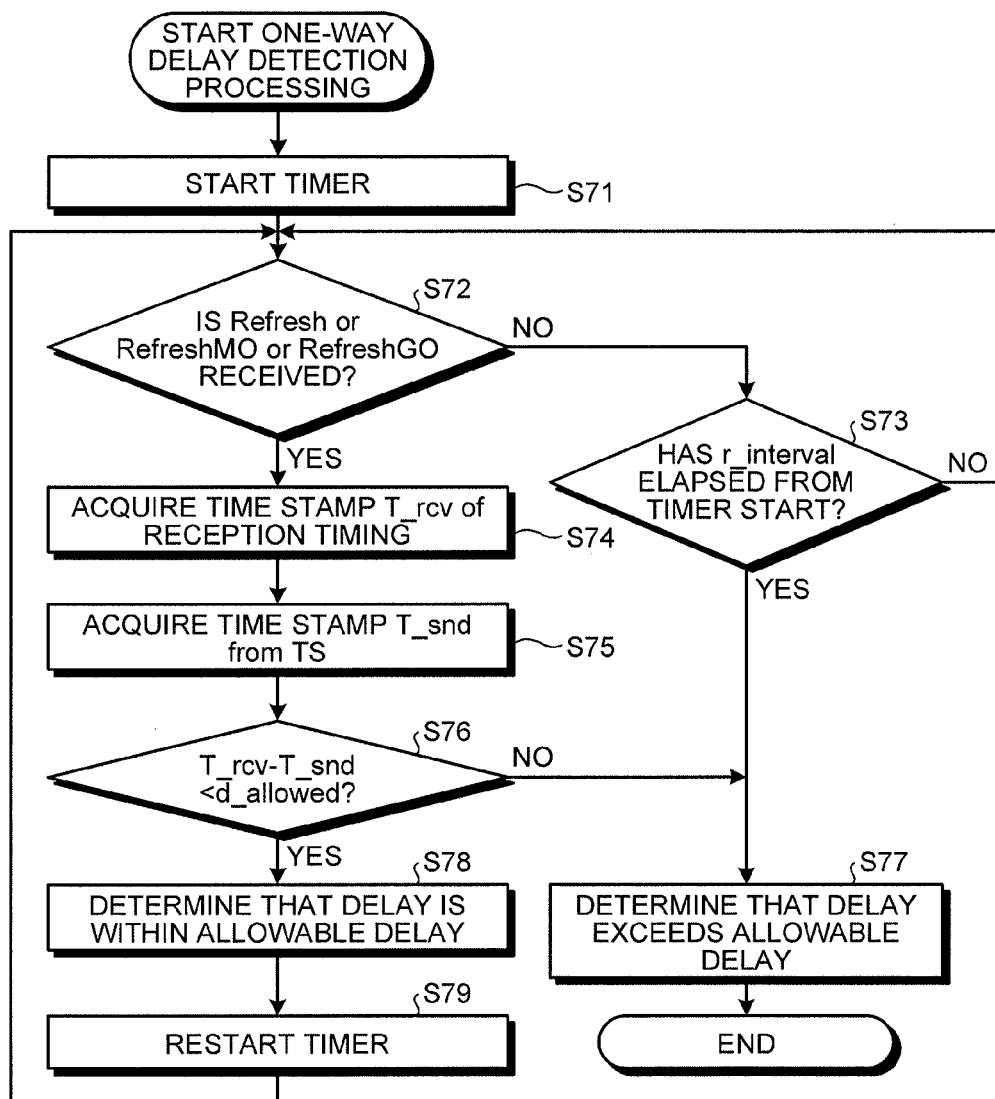 START ONE-WAY
DELAY DETECTION
PROCESSING
START TIMER
S71
S72
IS Refresh or
RefreshMO or RefreshGO
RECEIVED?
NO
YES
S73
HAS r_interval
ELAPSED FROM
TIMER START?
NO
YES
ACQUIRE TIME STAMP T_rcv of
RECEPTION TIMING
S74
ACQUIRE TIME STAMP T_snd
from TS
S75
S76
T_rcv-T_snd
<d_allowed?
NO
YES
S78
DETERMINE THAT DELAY IS
WITHIN ALLOWABLE DELAY
S77
DETERMINE THAT DELAY
EXCEEDS ALLOWABLE
DELAY
S79
RESTART TIMER
END